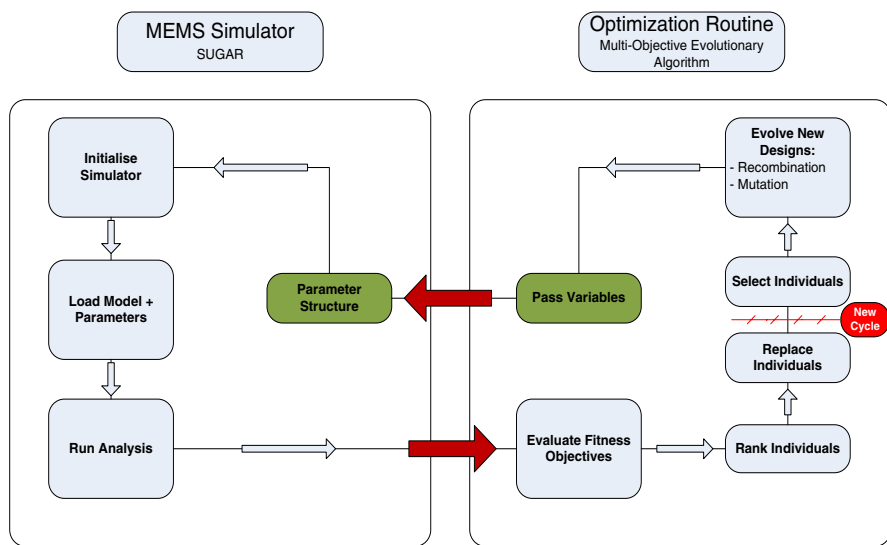 MEMS Simulator
SUGAR
Optimization Routine
Multi-Objective Evolutionary
Algorithm
Initialise
Simulator
Load Model +
Parameters
Run Analysis
Parameter
Structure
Pass Variables
Evolve New
Designs:
- Recombination
- Mutation
Select Individuals
New
Cycle
Replace
Individuals
Rank Individuals
Evaluate Fitness
Objectives